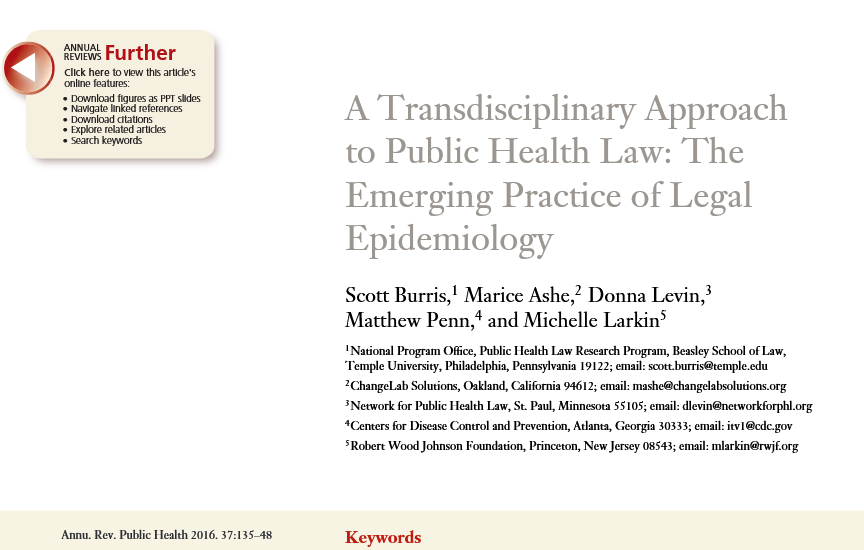 ANNUAL
REVIEWS Further
Click here to view this article's
online features:
• Download figures as PPT slides
• Navigate linked references
• Download citations
• Explore related articles
• Search keywords
A Transdisciplinary Approach
to Public Health Law: The
Emerging Practice of Legal
Epidemiology
Scott Burris,1 Marice Ashe,2 Donna Levin,3
Matthew Penn,4 and Michelle Larkin5
1National Program Office, Public Health Law Research Program, Beasley School of Law,
Temple University, Philadelphia, Pennsylvania 19122; email: scott.burris@temple.edu
2ChangeLab Solutions, Oakland, California 94612; email: mashe@changelabsolutions.org
3Network for Public Health Law, St. Paul, Minnesota 55105; email: dlevin@networkforphl.org
4Centers for Disease Control and Prevention, Atlanta, Georgia 30333; email: itv1@cdc.gov
5Robert Wood Johnson Foundation, Princeton, New Jersey 08543; email: mlarkin@rwjf.org
Annu. Rev. Public Health 2016. 37:135–48
Keywords